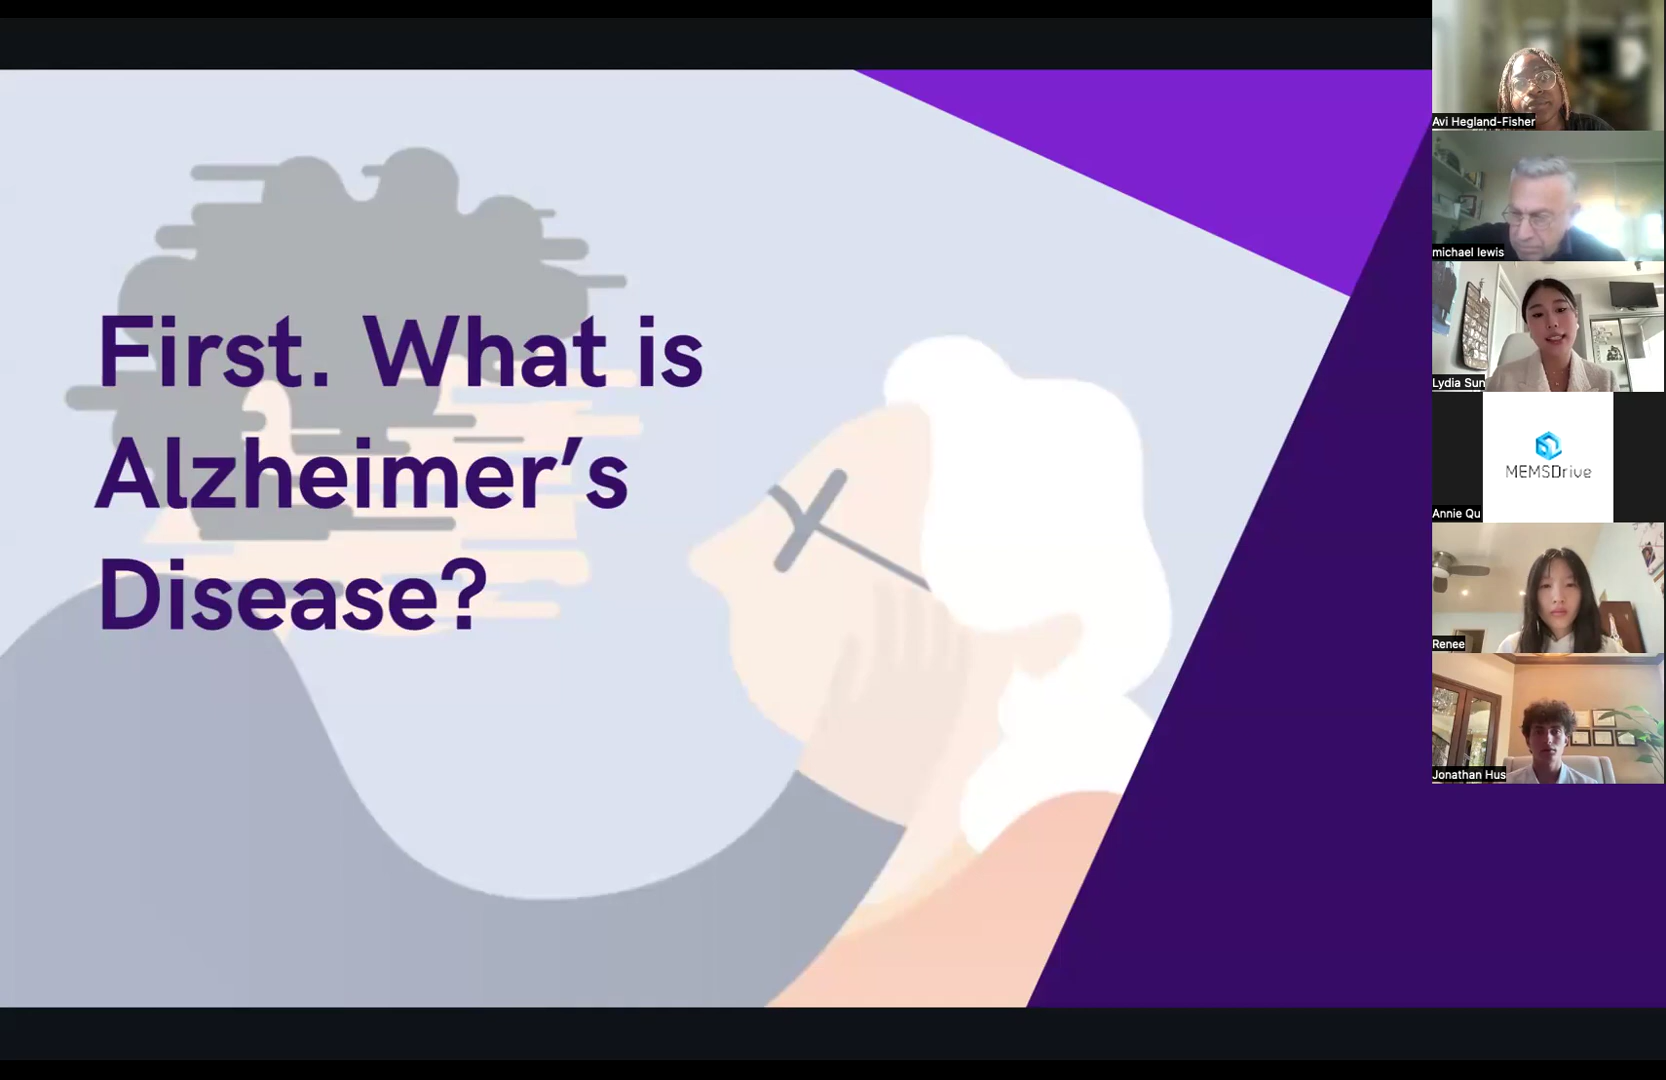 First. What is
Alzheimer’s
Disease?
Avi Hegland-Fisher
michael lewis
Lydia Sun
MEMSDrive
Annie Qu
Renee
Jonathan Hus